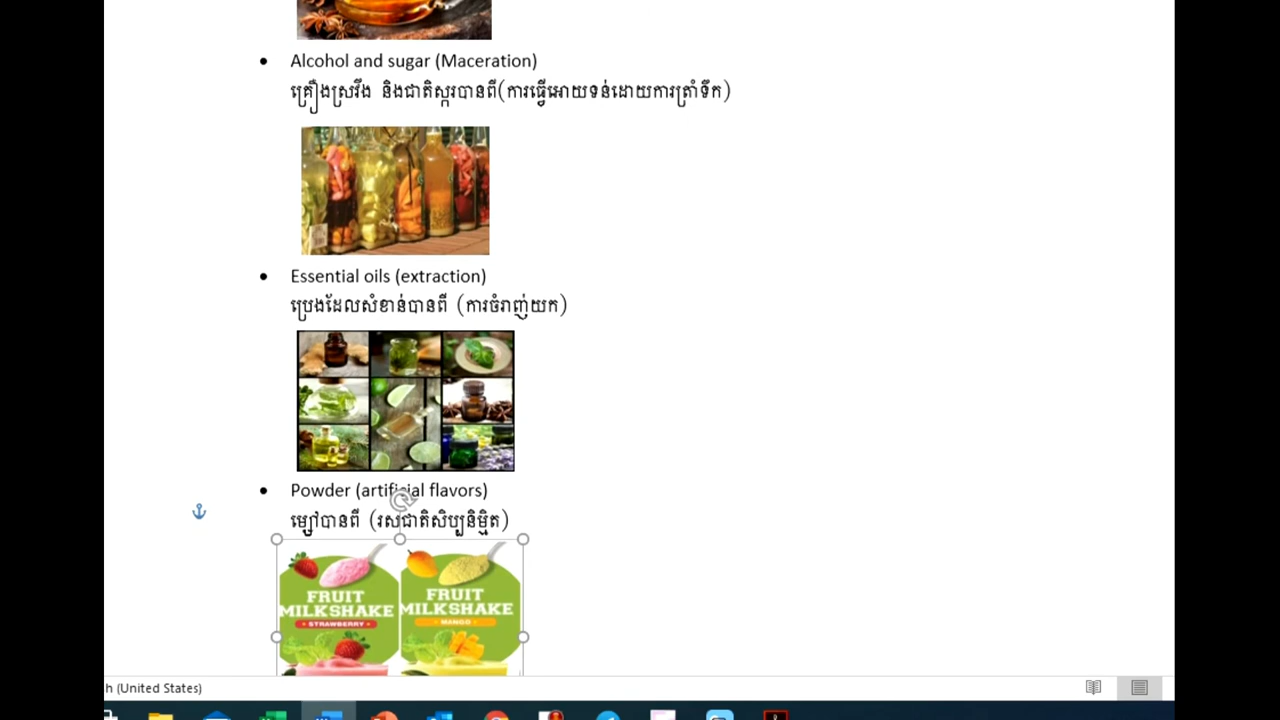 Alcohol and sugar (Maceration)
គ្រឿងស្រវឹង និងជាតិស្ករបានពី(ការធ្វើអោយទន់ដោយការត្រាំទឹក)
Essential oils (extraction)
ប្រេងដែលសំខាន់បានពី (ការចំរាញ់យក)
Powder (artificial flavors)
ម្សៅបានពី (រសជាតិសិប្បនិម្មិត)
FRUIT
MILKSHAKE
STRAWBERRY
FRUIT
MILKSHAKE
MANGO
h (United States)